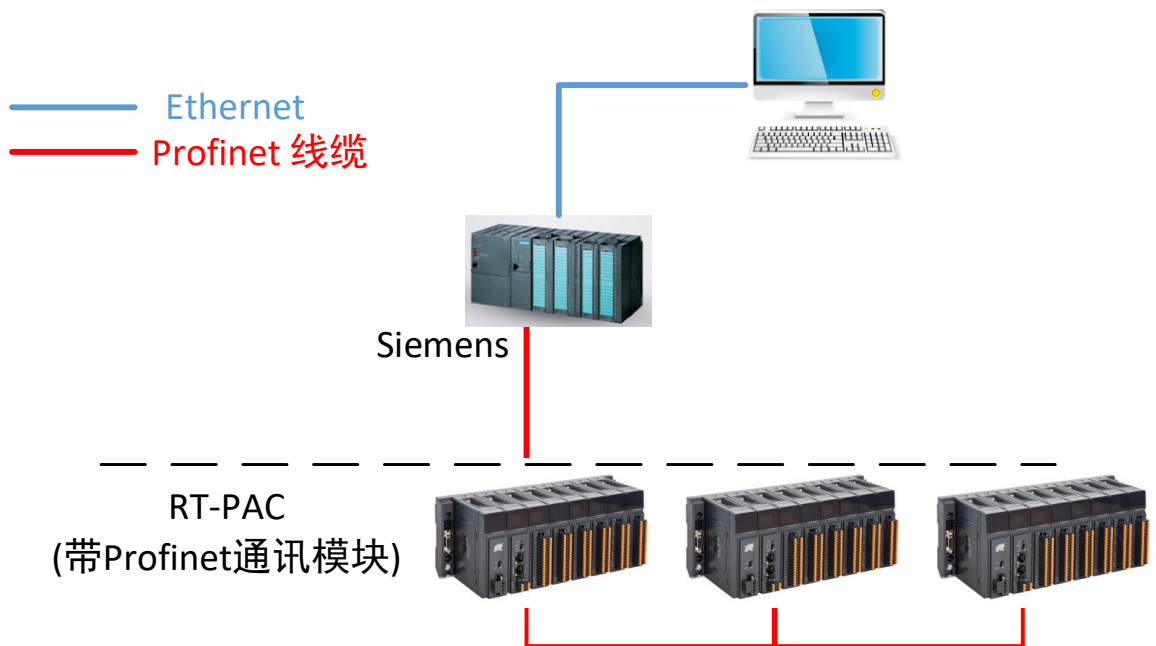 Ethernet
Profinet 线缆
Siemens
RT-PAC
(带Profinet通讯模块)